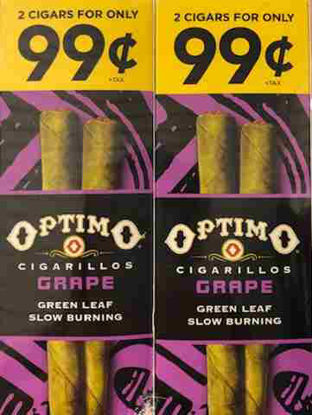 2 CIGARS FOR ONLY
99¢
+TAX
OPTIMO
O
CIGARILLOS
GRAPE
GREEN LEAF
SLOW BURNING
2 CIGARS FOR ONLY
99¢
+TAX
OPTIMO
O
CIGARILLOS
GRAPE
GREEN LEAF
SLOW BURNING